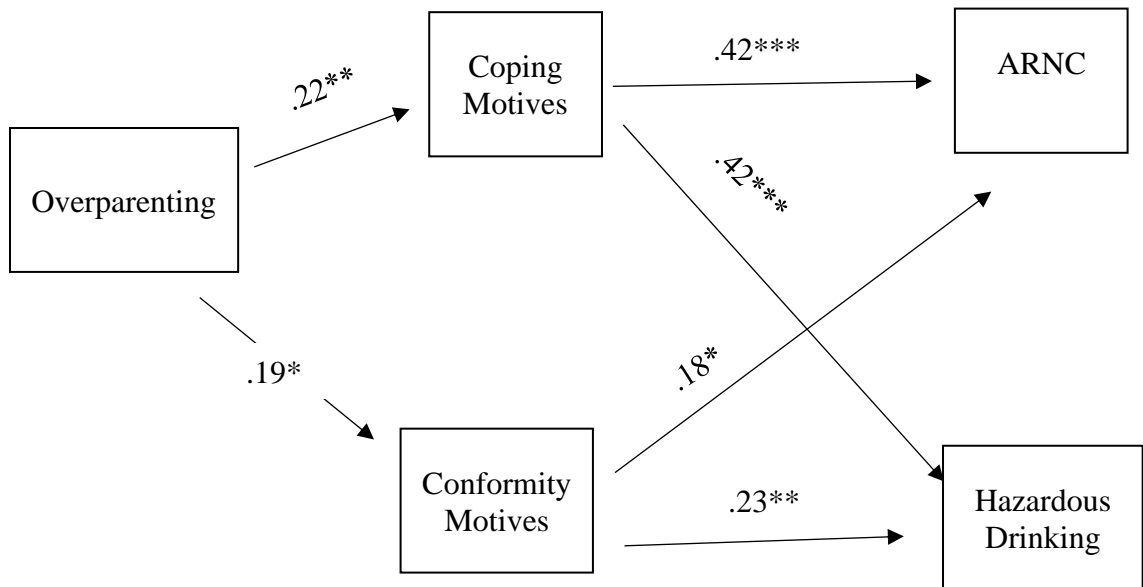 Coping
Motives
.42***
ARNC
.22**
Overparenting
.42***
.19*
.18*
Conformity
Motives
.23**
Hazardous
Drinking